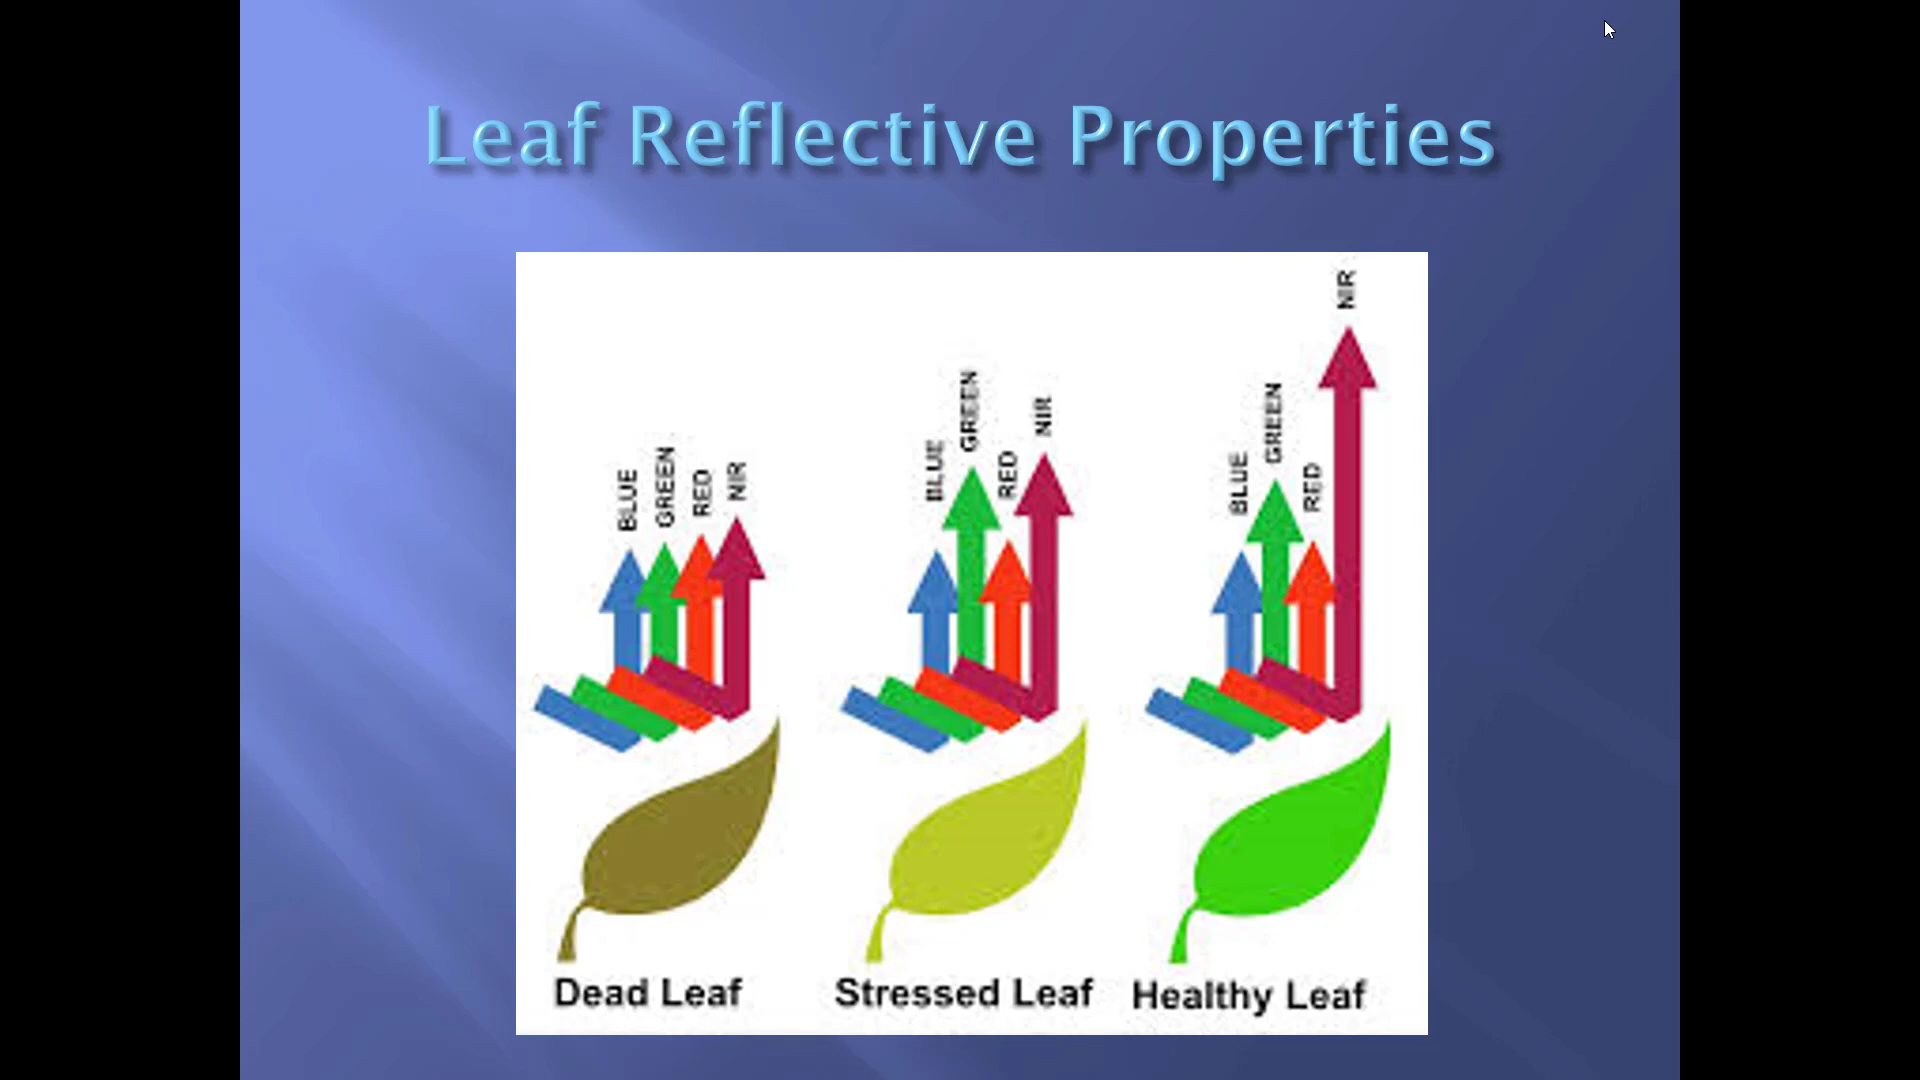 Leaf Reflective Properties
BLUE
GREEN
RED
NIR
BLUE
GREEN
RED
NIR
BLUE
GREEN
RED
NIR
Dead Leaf
Stressed Leaf
Healthy Leaf